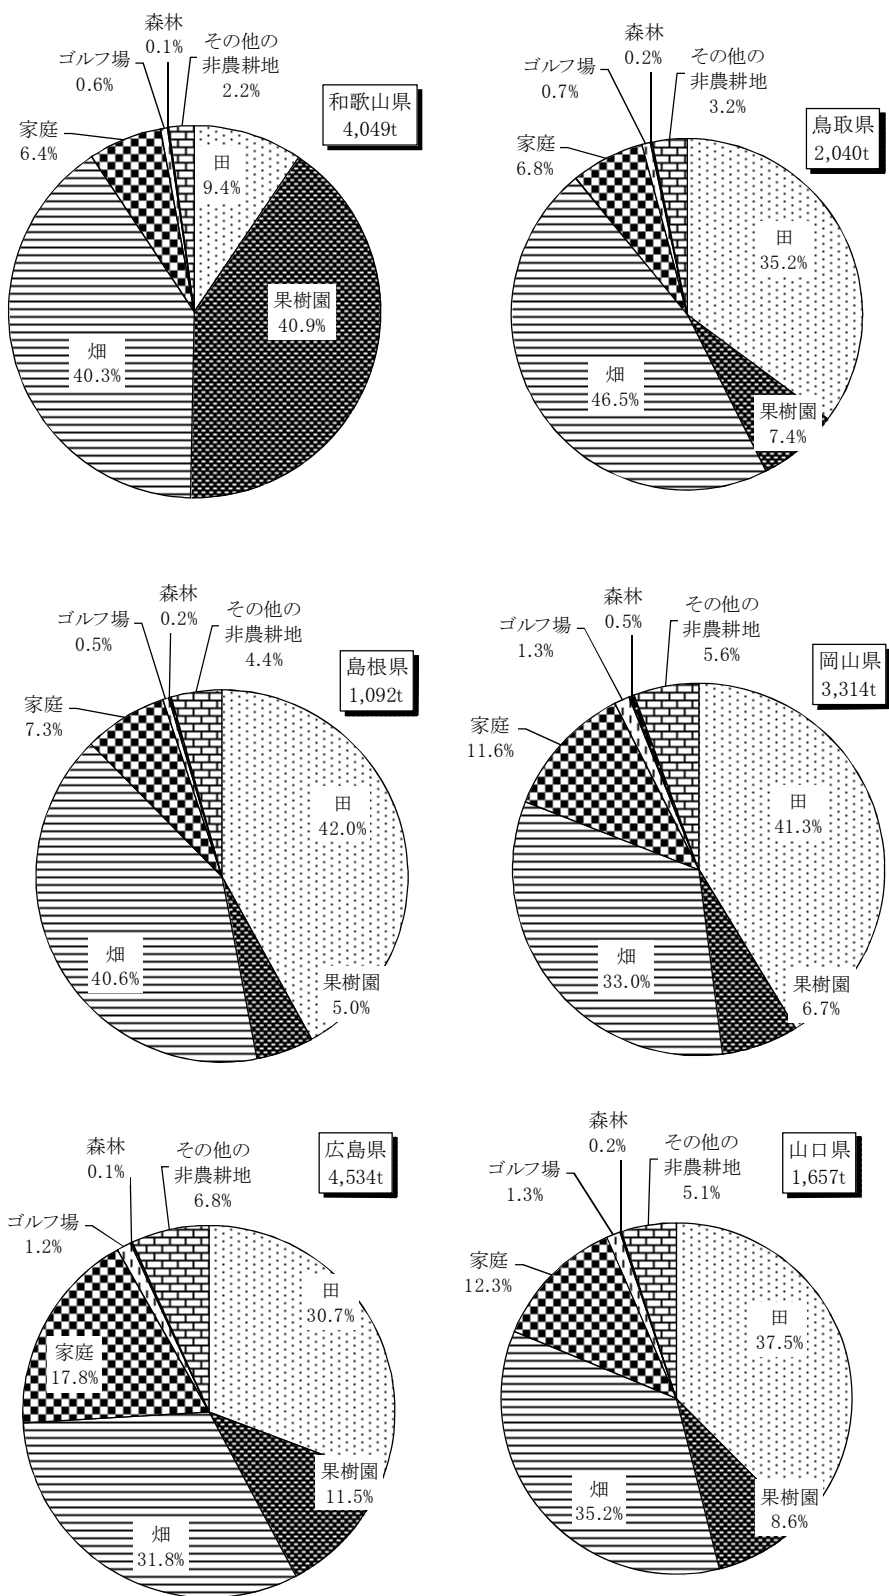 森林
0.1%
その他の
非農耕地
2.2%
ゴルフ場
0.6%
和歌山県
4,049t
家庭
6.4%
田
9.4%
果樹園
40.9%
畑
40.3%
森林
0.2%
その他の
非農耕地
3.2%
ゴルフ場
0.7%
鳥取県
2,040t
家庭
6.8%
田
35.2%
畑
46.5%
果樹園
7.4%
森林
0.2%
その他の
非農耕地
4.4%
ゴルフ場
0.5%
島根県
1,092t
家庭
7.3%
田
42.0%
畑
40.6%
果樹園
5.0%
森林
0.5%
その他の
非農耕地
5.6%
ゴルフ場
1.3%
岡山県
3,314t
家庭
11.6%
田
41.3%
畑
33.0%
果樹園
6.7%
森林
0.1%
その他の
非農耕地
6.8%
広島県
4,534t
ゴルフ場
1.2%
田
30.7%
家庭
17.8%
果樹園
11.5%
畑
31.8%
森林
0.2%
その他の
非農耕地
5.1%
山口県
1,657t
ゴルフ場
1.3%
家庭
12.3%
田
37.5%
畑
35.2%
果樹園
8.6%